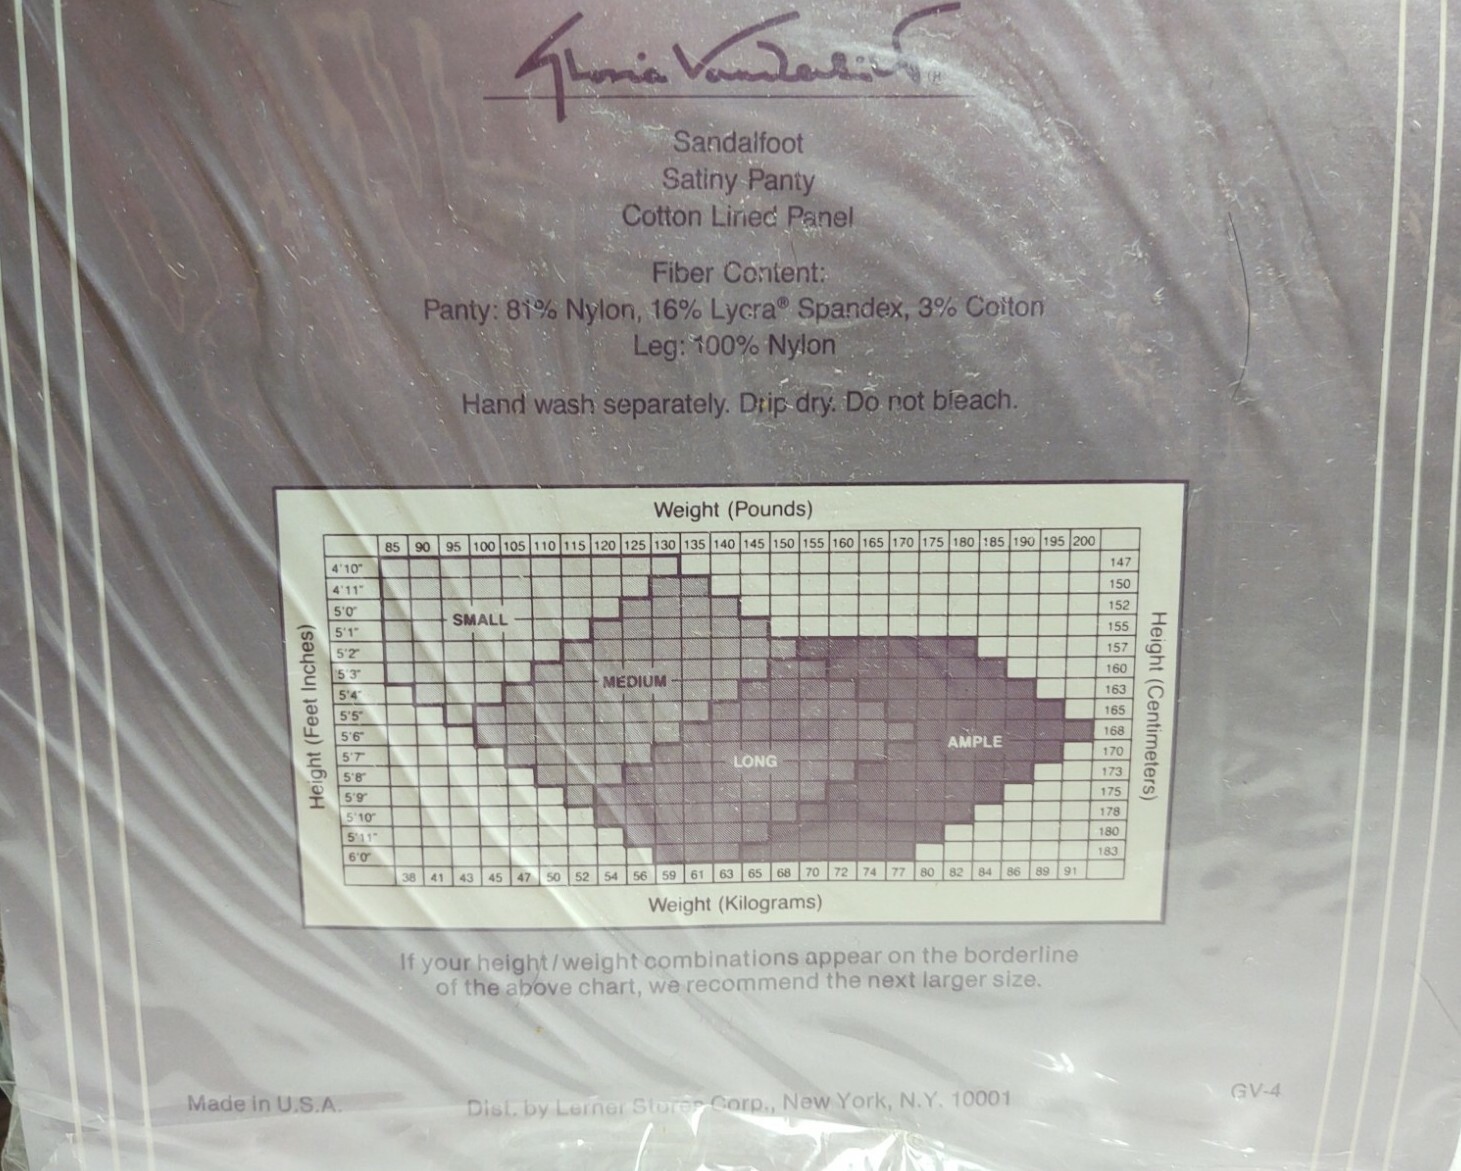 Gloria Vanderbilt®
Sandalfoot
Satiny Panty
Cotton Lined Panel
Fiber Content:
Panty: 81% Nylon, 16% Lycra® Spandex, 3% Cotton
Leg: 100% Nylon
Hand wash separately. Drip dry. Do not bleach.
Weight (Pounds)
85 90 95 100 105 110 115 120 125 130 135 140 145 150 155 160 165 170 175 180 185 190 195 200
4'10" 147
4'11" 150
5'0" 152
SMALL
5'1" 155
5'2" 157
5'3" 160
MEDIUM
5'4" 163
5'5" 165
5'6" 168
AMPLE
5'7" 170
LONG
5'8" 173
5'9" 175
5'10" 178
5'11" 180
6'0" 183
38 41 43 45 47 50 52 54 56 59 61 63 65 68 70 72 74 77 80 82 84 86 89 91
Height (Feet Inches)
Height (Centimeters)
Weight (Kilograms)
If your height/weight combinations appear on the borderline
of the above chart, we recommend the next larger size.
Made in U.S.A.
Dist. by Lerner Stores Corp., New York, N.Y. 10001
GV-4